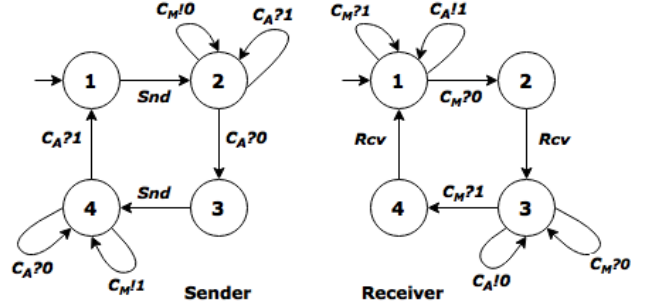 C_M!0
C_A?1
C_M?1
C_A!1
1
Snd
2
1
C_M?0
2
C_A?1
C_A?0
Rcv
Rcv
4
Snd
3
4
C_M?1
3
C_A?0
C_M!1
C_A!0
C_M?0
Sender
Receiver